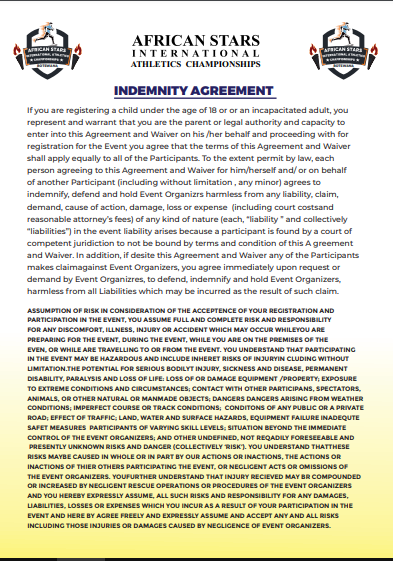 AFRICAN STARS
INTERNATIONAL
ATHLETICS CHAMPIONSHIPS
AFRICAN STARS
INTERNATIONAL ATHLETICS
CHAMPIONSHIPS
BOTSWANA
AFRICAN STARS
INTERNATIONAL ATHLETICS
CHAMPIONSHIPS
BOTSWANA
INDEMNITY AGREEMENT
If you are registering a child under the age of 18 or or an incapacitated adult, you
represent and warrant that you are the parent or legal authority and capacity to
enter into this Agreement and Waiver on his /her behalf and proceeding with for
registration for the Event you agree that the terms of this Agreement and Waiver
shall apply equally to all of the Participants. To the extent permit by law, each
person agreeing to this Agreement and Waiver for him/herself and/ or on behalf
of another Participant (including without limitation , any minor) agrees to
indemnify, defend and hold Event Organizrs harmless from any liability, claim,
demand, cause of action, damage, loss or expense (including court costsand
reasonable attorney's fees) of any kind of nature (each, "liability " and collectively
"liabilities") in the event liability arises because a participant is found by a court of
competent juridiction to not be bound by terms and condition of this A greement
and Waiver. In addition, if desite this Agreement and Waiver any of the Participants
makes claimagainst Event Organizers, you agree immediately upon request or
demand by Event Organizres, to defend, indemnify and hold Event Organizers,
harmless from all Liabilities which may be incurred as the result of such claim.
ASSUMPTION OF RISK IN CONSIDERATION OF THE ACCEPTENCE OF YOUR REGISTRATION AND
PARTICIPATION IN THE EVENT, YOU ASSUME FULL AND COMPLETE RISK AND RESPONSIBILITY
FOR ANY DISCOMFORT, ILLNESS, INJURY OR ACCIDENT WHICH MAY OCCUR WHILEYOU ARE
PREPARING FOR THE EVENT, DURING THE EVENT, WHILE YOU ARE ON THE PREMISES OF THE
EVEN, OR WHILE ARE TRAVELLING TO OR FROM THE EVENT. YOU UNDERSTAND THAT PARTICIPATING
IN THE EVENT MAY BE HAZARDOUS AND INCLUDE INHERET RISKS OF INJURYIN CLUDING WITHOUT
LIMITATION.THE POTENTIAL FOR SERIOUS BODILYT INJURY, SICKNESS AND DISEASE, PERMANENT
DISABILITY, PARALYSIS AND LOSS OF LIFE: LOSS OF OR DAMAGE EQUIPMENT /PROPERTY; EXPOSURE
TO EXTREME CONDITIONS AND CIRCUMSTANCES; CONTACT WITH OTHER PARTICIPANS, SPECTATORS,
ANIMALS, OR OTHER NATURAL OR MANMADE OBJECTS; DANGERS DANGERS ARISING FROM WEATHER
CONDITIONS; IMPERFECT COURSE OR TRACK CONDITIONS; CONDITIONS OF ANY PUBLIC OR A PRIVATE
ROAD; EFFECT OF TRAFFIC; LAND, WATER AND SURFACE HAZARDS, EQUIPMENT FAILURE INADEQUTE
SAFET MEASURES PARTICIPANTS OF VARYING SKILL LEVELS; SITUATION BEYOND THE IMMEDIATE
CONTROL OF THE EVENT ORGANIZERS; AND OTHER UNDEFINED, NOT REQADILY FORESEEABLE AND
PRESENTLY UNKNOWN RISKS AND DANGER (COLLECTIVELY 'RISK'). YOU UNDERSTAND THATTHESE
RISKS MAYBE CAUSED IN WHOLE OR IN PART BY OUR ACTIONS OR INACTIONS, THE ACTIONS OR
INACTIONS OF THIER OTHERS PARTICIPATING THE EVENT, OR NEGLIGENT ACTS OR OMISSIONS OF
THE EVENT ORGANIZERS. YOUFURTHER UNDERSTAND THAT INJURY RECIEVED MAY BR COMPOUNDED
OR INCREASED BY NEGLIGENT RESCUE OPERATIONS OR PROCEDURES OF THE EVENT ORGANIZERS
AND YOU HEREBY EXPRESSLY ASSUME, ALL SUCH RISKS AND RESPONSIBILITY FOR ANY DAMAGES,
LIABILITIES, LOSSES OR EXPENSES WHICH YOU INCUR AS A RESULT OF YOUR PARTICIPATION IN THE
EVENT AND HERE BY AGREE FREELY AND EXPRESSLY ASSUME AND ACCEPT ANY AND ALL RISKS
INCLUDING THOSE INJURIES OR DAMAGES CAUSED BY NEGLIGENCE OF EVENT ORGANIZERS.